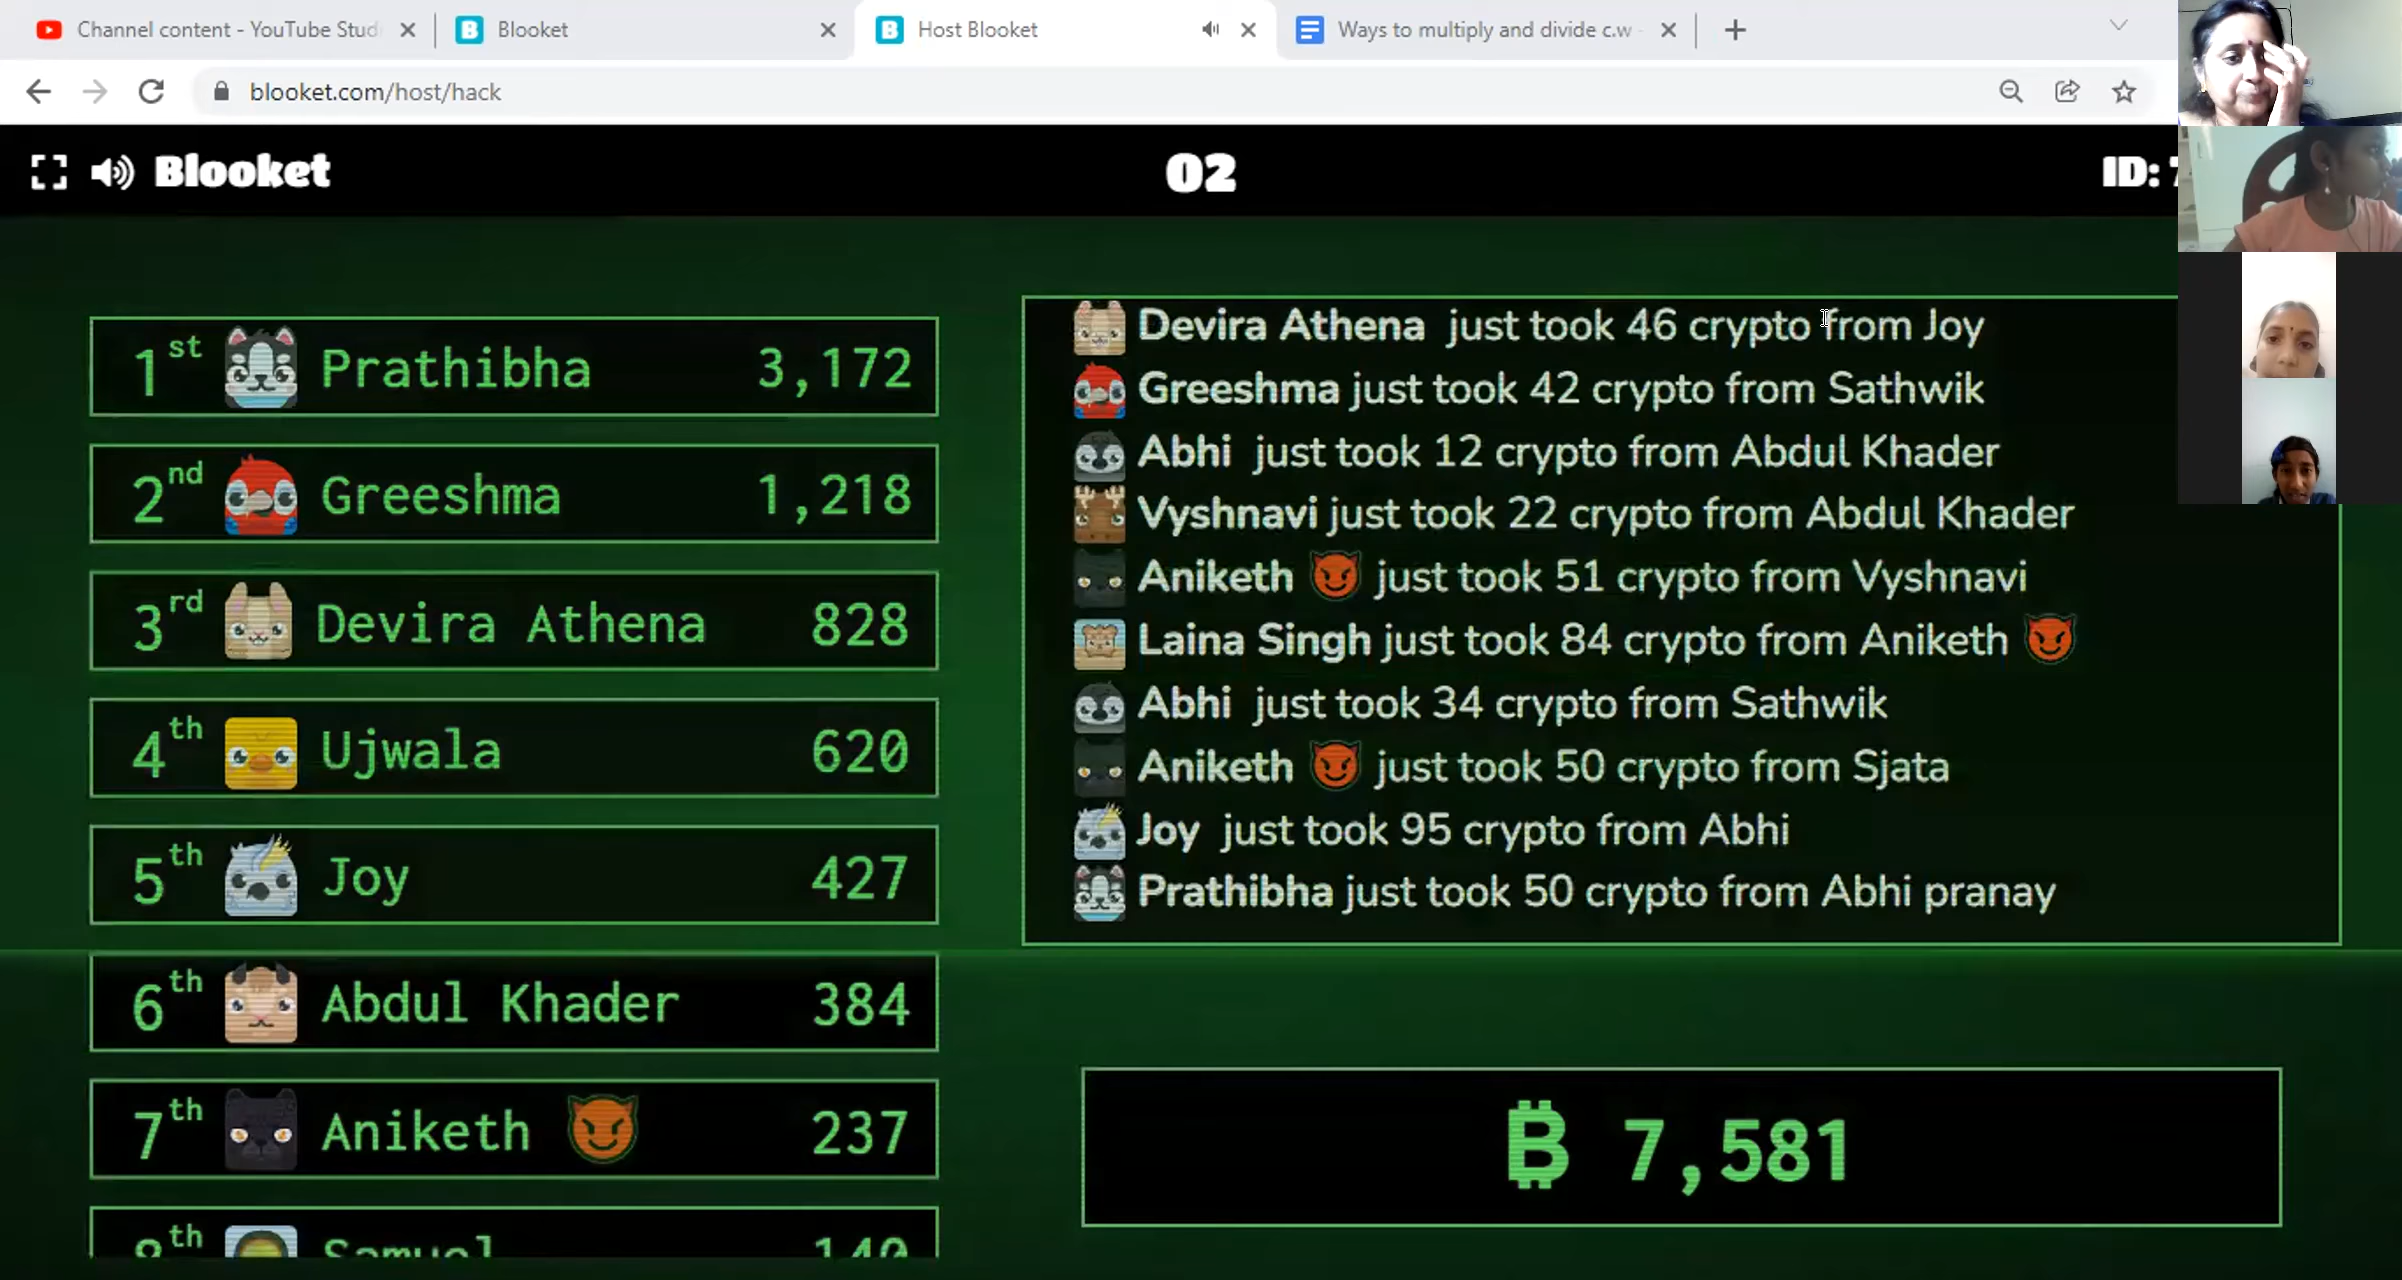 Channel content - YouTube Stud
Blooket
Host Blooket
Ways to multiply and divide c.w -
blooket.com/host/hack
Blooket
02
ID: 7
1st Prathibha 3,172
2nd Greeshma 1,218
3rd Devira Athena 828
4th Ujwala 620
5th Joy 427
6th Abdul Khader 384
7th Aniketh 😈 237
8th Samuel 140
Devira Athena just took 46 crypto from Joy
Greeshma just took 42 crypto from Sathwik
Abhi just took 12 crypto from Abdul Khader
Vyshnavi just took 22 crypto from Abdul Khader
Aniketh 😈 just took 51 crypto from Vyshnavi
Laina Singh just took 84 crypto from Aniketh 😈
Abhi just took 34 crypto from Sathwik
Aniketh 😈 just took 50 crypto from Sjata
Joy just took 95 crypto from Abhi
Prathibha just took 50 crypto from Abhi pranay
₿ 7,581